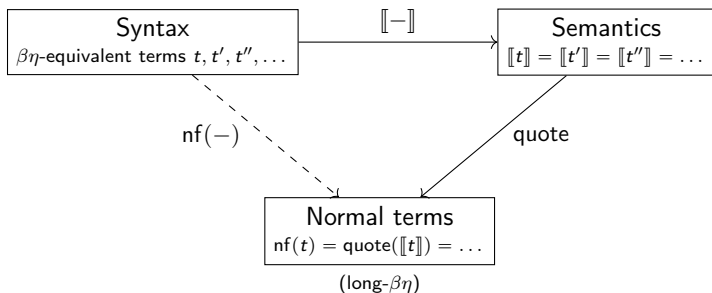 Syntax
βη-equivalent terms t, t′, t″, …
⟦−⟧
Semantics
⟦t⟧ = ⟦t′⟧ = ⟦t″⟧ = …
nf(−)
quote
Normal terms
nf(t) = quote(⟦t⟧) = …
(long-βη)